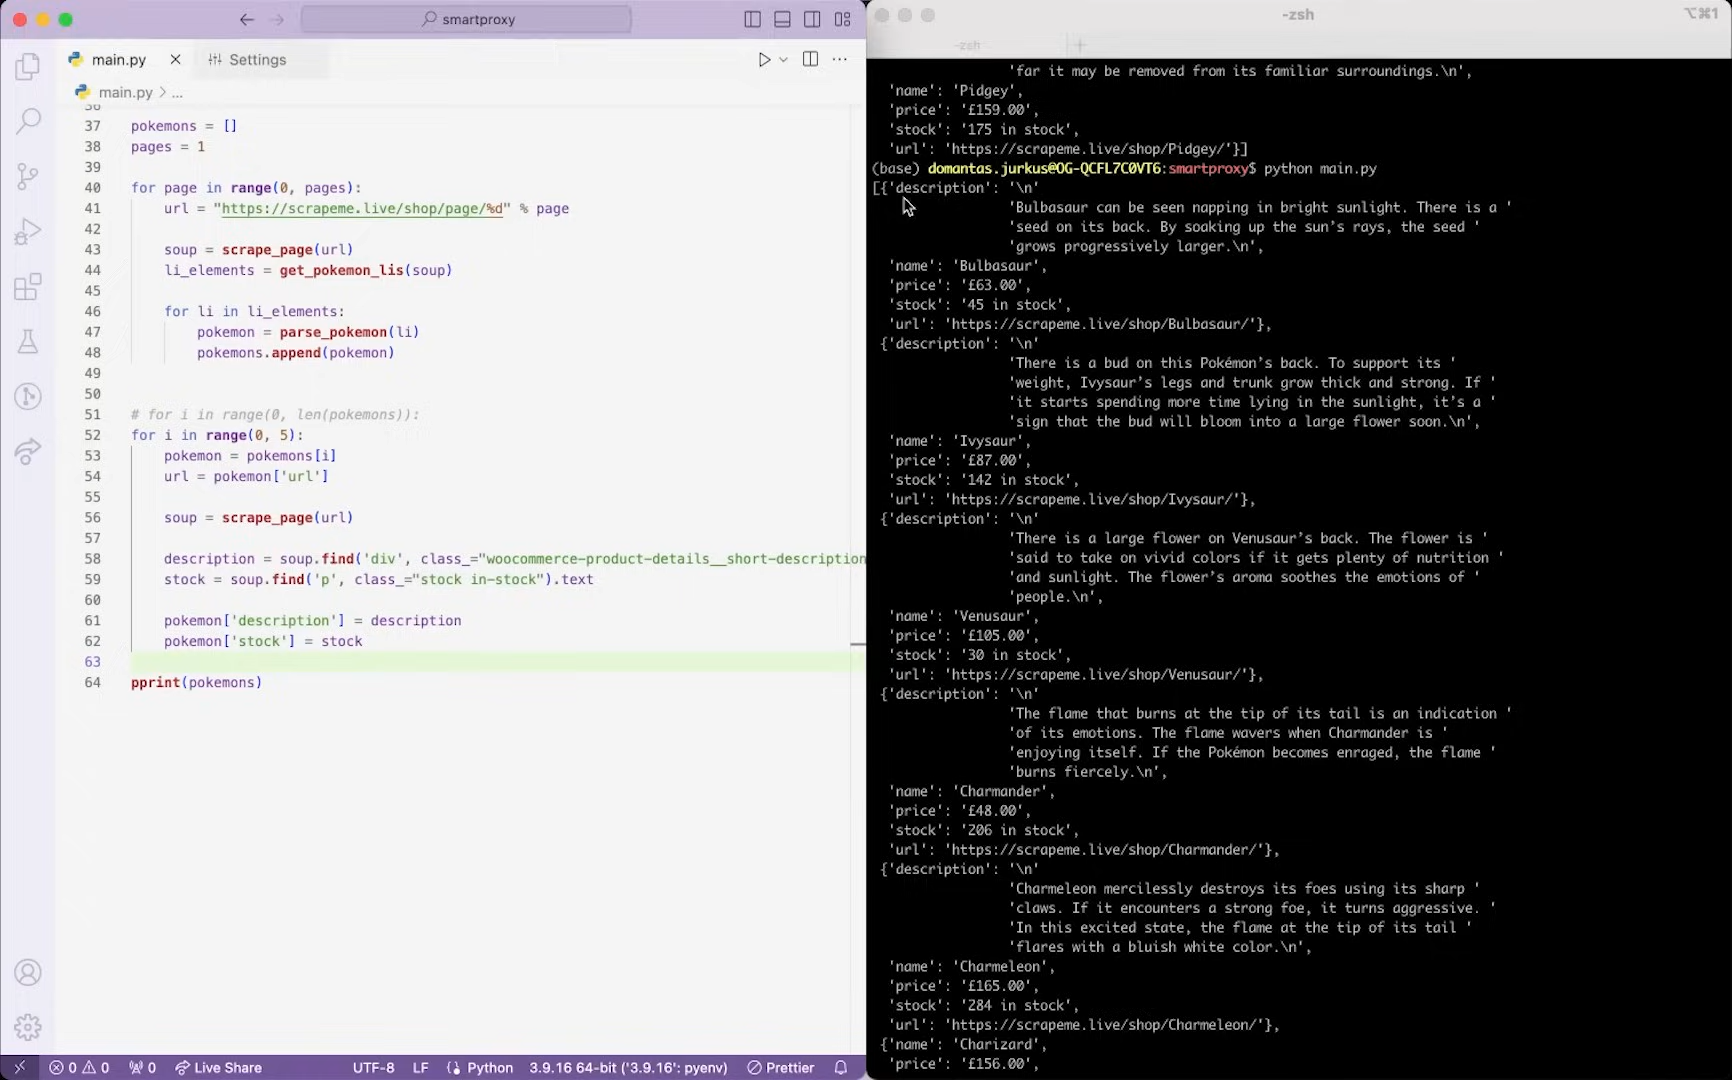 smartproxy
main.py
Settings
main.py > ...
36
37 pokemons = []
38 pages = 1
39
40 for page in range(0, pages):
41 url = "https://scrapeme.live/shop/page/%d" % page
42
43 soup = scrape_page(url)
44 li_elements = get_pokemon_lis(soup)
45
46 for li in li_elements:
47 pokemon = parse_pokemon(li)
48 pokemons.append(pokemon)
49
50
51 # for i in range(0, len(pokemons)):
52 for i in range(0, 5):
53 pokemon = pokemons[i]
54 url = pokemon['url']
55
56 soup = scrape_page(url)
57
58 description = soup.find('div', class_="woocommerce-product-details__short-description
59 stock = soup.find('p', class_="stock in-stock").text
60
61 pokemon['description'] = description
62 pokemon['stock'] = stock
63
64 pprint(pokemons)
0 0 0 Live Share UTF-8 LF Python 3.9.16 64-bit ('3.9.16': pyenv) Prettier
-zsh
⌥⌘1
-zsh
'far it may be removed from its familiar surroundings.\n',
'name': 'Pidgey',
'price': '£159.00',
'stock': '175 in stock',
'url': 'https://scrapeme.live/shop/Pidgey/'}]
(base) domantas.jurkus@OG-QCFL7C0VT6:smartproxy$ python main.py
[{'description': '\n'
'Bulbasaur can be seen napping in bright sunlight. There is a '
'seed on its back. By soaking up the sun’s rays, the seed '
'grows progressively larger.\n',
'name': 'Bulbasaur',
'price': '£63.00',
'stock': '45 in stock',
'url': 'https://scrapeme.live/shop/Bulbasaur/'},
{'description': '\n'
'There is a bud on this Pokémon’s back. To support its '
'weight, Ivysaur’s legs and trunk grow thick and strong. If '
'it starts spending more time lying in the sunlight, it’s a '
'sign that the bud will bloom into a large flower soon.\n',
'name': 'Ivysaur',
'price': '£87.00',
'stock': '142 in stock',
'url': 'https://scrapeme.live/shop/Ivysaur/'},
{'description': '\n'
'There is a large flower on Venusaur’s back. The flower is '
'said to take on vivid colors if it gets plenty of nutrition '
'and sunlight. The flower’s aroma soothes the emotions of '
'people.\n',
'name': 'Venusaur',
'price': '£105.00',
'stock': '30 in stock',
'url': 'https://scrapeme.live/shop/Venusaur/'},
{'description': '\n'
'The flame that burns at the tip of its tail is an indication '
'of its emotions. The flame wavers when Charmander is '
'enjoying itself. If the Pokémon becomes enraged, the flame '
'burns fiercely.\n',
'name': 'Charmander',
'price': '£48.00',
'stock': '206 in stock',
'url': 'https://scrapeme.live/shop/Charmander/'},
{'description': '\n'
'Charmeleon mercilessly destroys its foes using its sharp '
'claws. If it encounters a strong foe, it turns aggressive. '
'In this excited state, the flame at the tip of its tail '
'flares with a bluish white color.\n',
'name': 'Charmeleon',
'price': '£165.00',
'stock': '284 in stock',
'url': 'https://scrapeme.live/shop/Charmeleon/'},
{'name': 'Charizard',
'price': '£156.00',